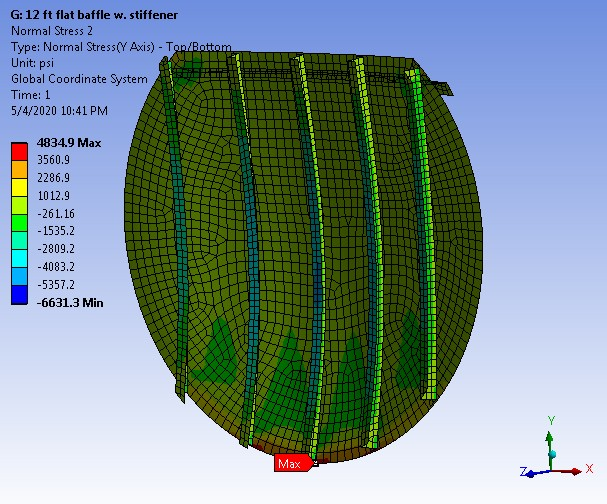 G: 12 ft flat baffle w. stiffener
Normal Stress 2
Type: Normal Stress(Y Axis) - Top/Bottom
Unit: psi
Global Coordinate System
Time: 1
5/4/2020 10:41 PM
4834.9 Max
3560.9
2286.9
1012.9
-261.16
-1535.2
-2809.2
-4083.2
-5357.2
-6631.3 Min
Max
Y
Z
X